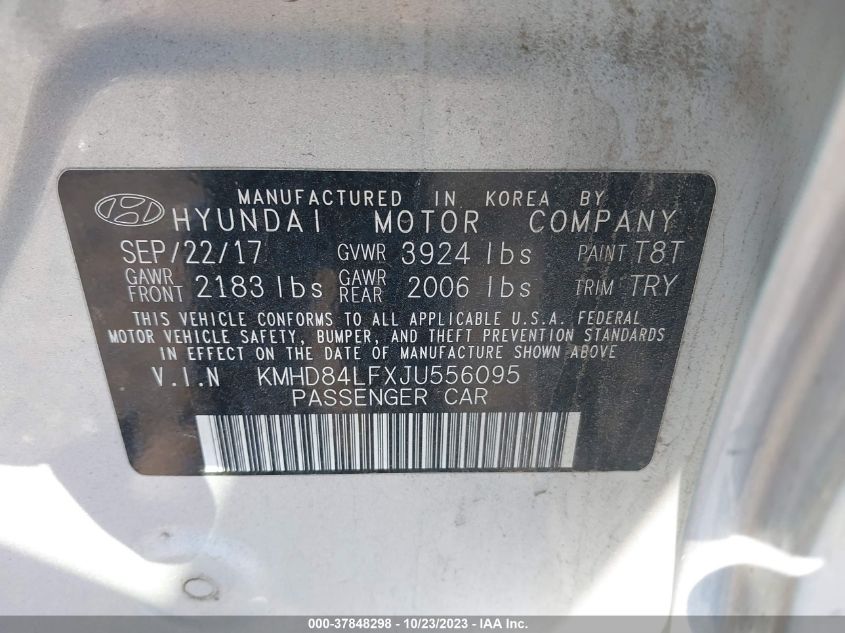 MANUFACTURED IN KOREA BY
HYUNDAI MOTOR COMPANY
SEP/22/17 GVWR 3924 lbs PAINT T8T
GAWR FRONT 2183 lbs GAWR REAR 2006 lbs TRIM TRY
THIS VEHICLE CONFORMS TO ALL APPLICABLE U.S.A. FEDERAL
MOTOR VEHICLE SAFETY, BUMPER, AND THEFT PREVENTION STANDARDS
IN EFFECT ON THE DATE OF MANUFACTURE SHOWN ABOVE
V.I.N KMHD84LFXJU556095
PASSENGER CAR
000-37848298 - 10/23/2023 - IAA Inc.